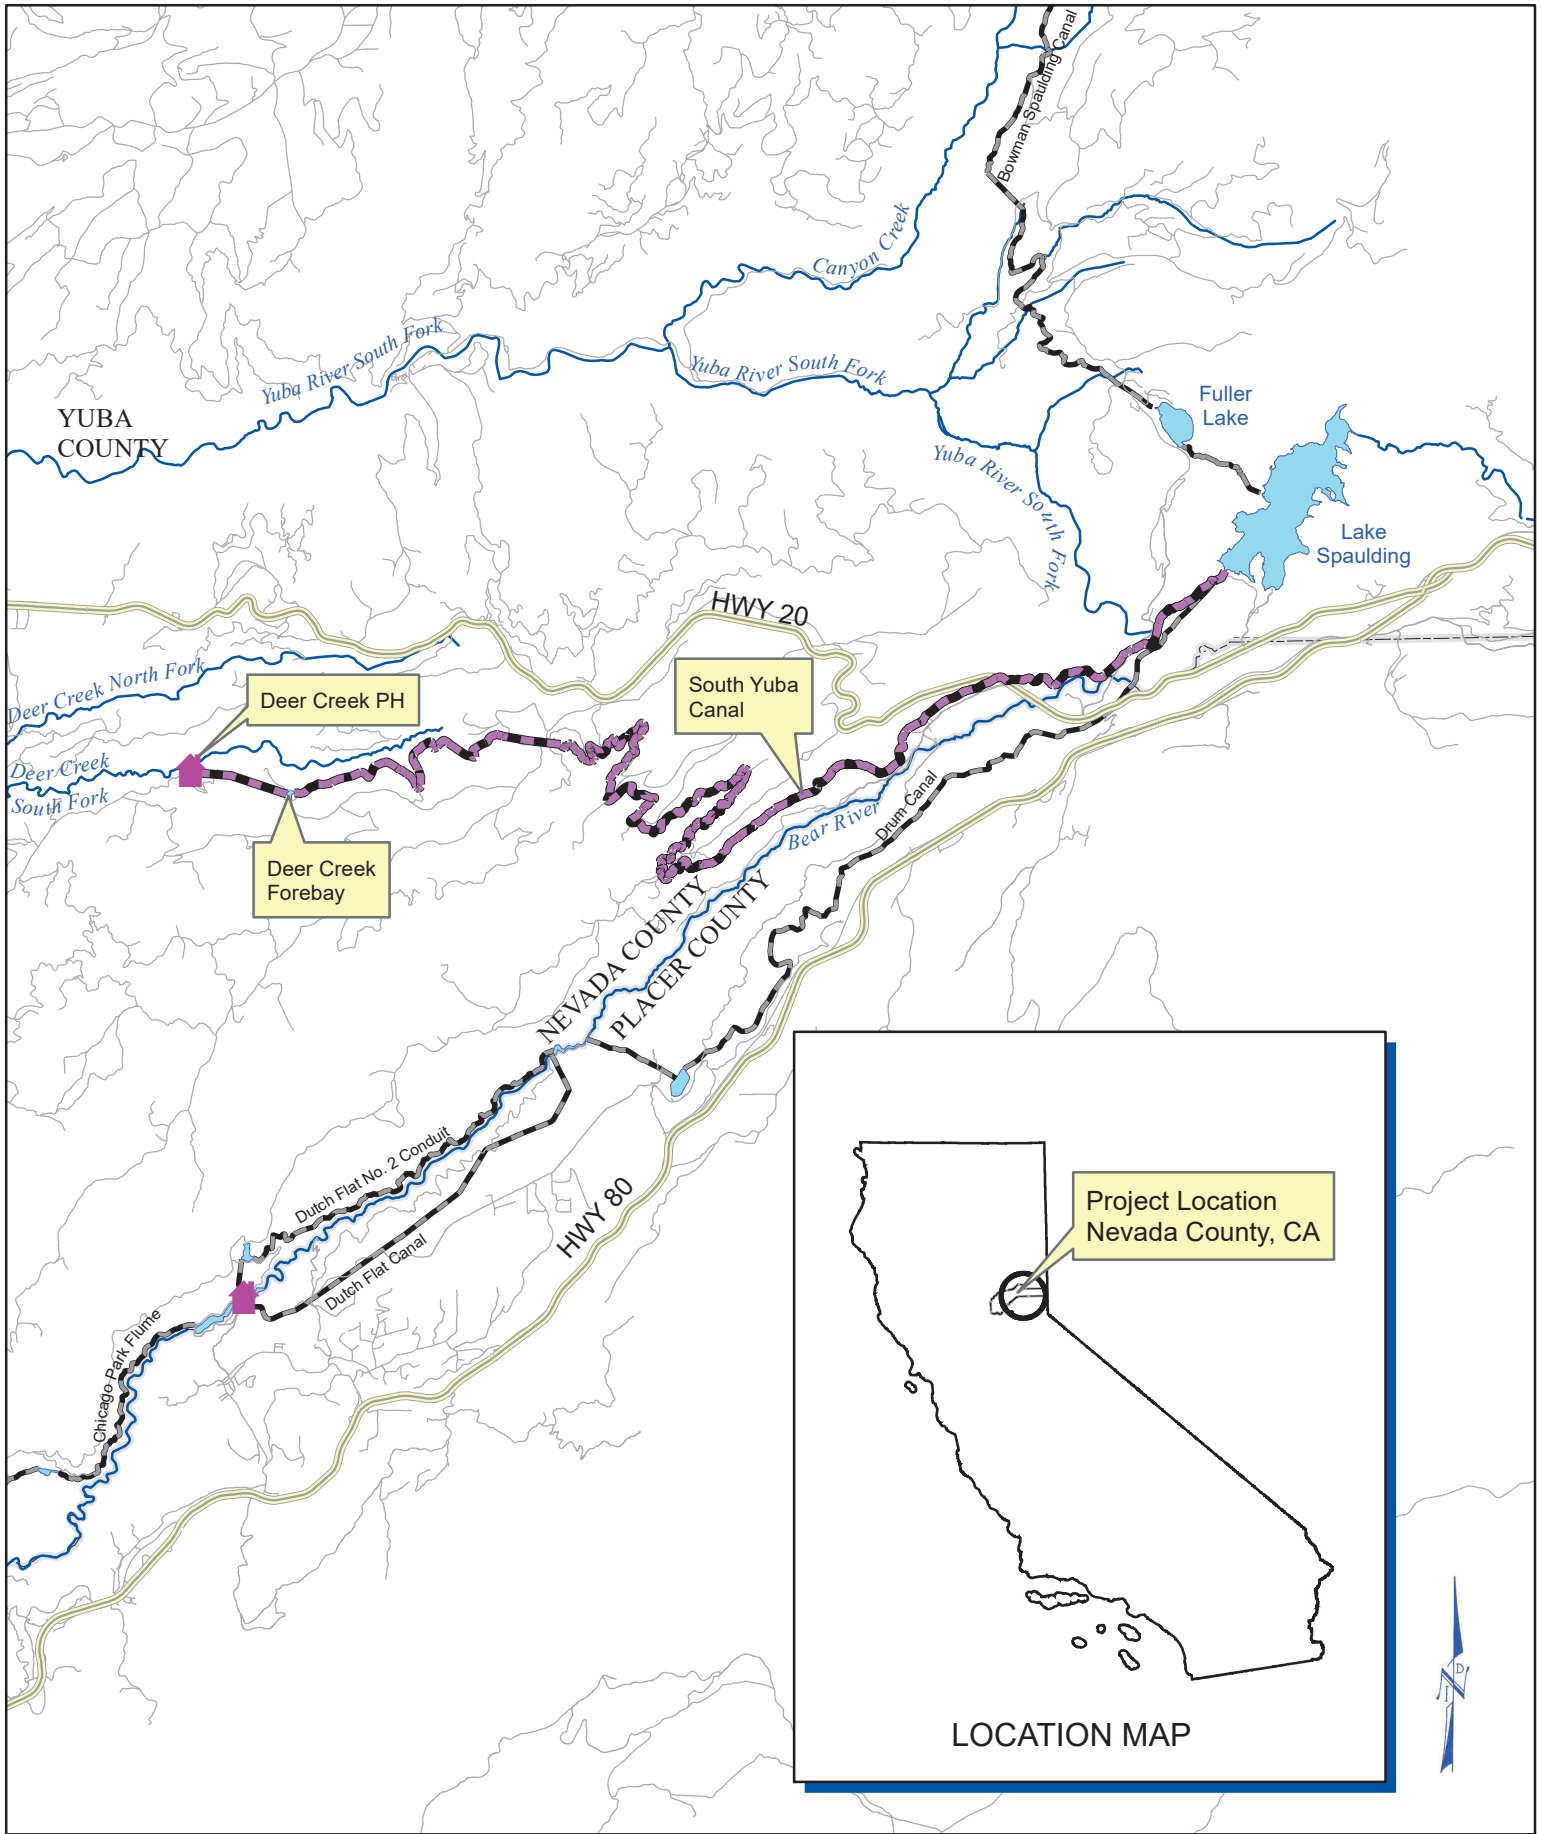 Bowman Spaulding Canal
Canyon Creek
Yuba River South Fork
Yuba River South Fork
YUBA
COUNTY
Fuller
Lake
Yuba River South Fork
Lake
Spaulding
HWY 20
Deer Creek North Fork
Deer Creek PH
South Yuba
Canal
Deer Creek
South Fork
Deer Creek
Forebay
Bear River
Drum Canal
NEVADA COUNTY
PLACER COUNTY
Dutch Flat No. 2 Conduit
HWY 80
Dutch Flat Canal
Chicago Park Flume
Project Location
Nevada County, CA
LOCATION MAP
N
I
D